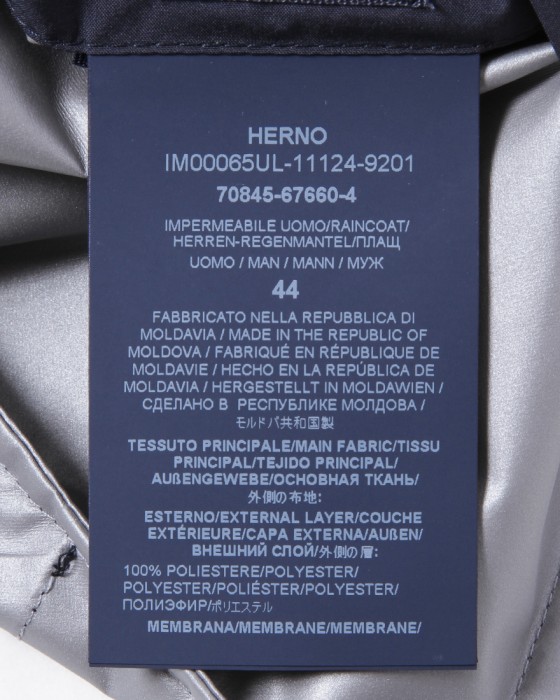 HERNO
IM00065UL-11124-9201
70845-67660-4
IMPERMEABILE UOMO/RAINCOAT/
HERREN-REGENMANTEL/ПЛАЩ
UOMO / MAN / MANN / МУЖ
44
FABBRICATO NELLA REPUBBLICA DI
MOLDAVIA / MADE IN THE REPUBLIC OF
MOLDOVA / FABRIQUÉ EN RÉPUBLIQUE DE
MOLDAVIE / HECHO EN LA REPÚBLICA DE
MOLDAVIA / HERGESTELLT IN MOLDAWIEN /
СДЕЛАНО В РЕСПУБЛИКЕ МОЛДОВА /
モルドバ共和国製
TESSUTO PRINCIPALE/MAIN FABRIC/TISSU
PRINCIPAL/TEJIDO PRINCIPAL/
AUßENGEWEBE/ОСНОВНАЯ ТКАНЬ/
外側の布地:
ESTERNO/EXTERNAL LAYER/COUCHE
EXTÉRIEURE/CAPA EXTERNA/AUßEN/
ВНЕШНИЙ СЛОЙ/外側の層:
100% POLIESTERE/POLYESTER/
POLYESTER/POLIÉSTER/POLYESTER/
ПОЛИЭФИР/ポリエステル
MEMBRANA/MEMBRANE/MEMBRANE/